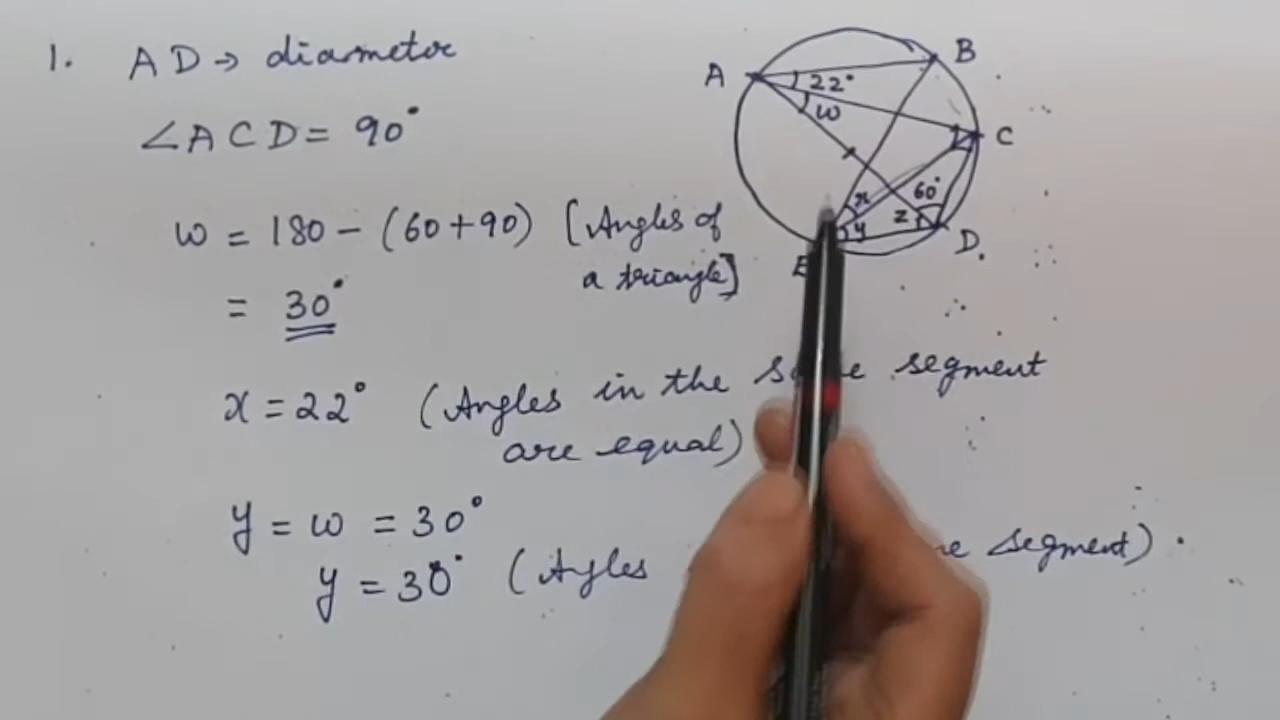 1. AD → diameter
∠ACD = 90°
w = 180 - (60+90) [Angles of
a triangle]
= 30°
x = 22° (Angles in the segment
are equal)
y = w = 30°
y = 30° (Agles segment).
A
B
22°
w
C
60°
x
z
y
D.
E